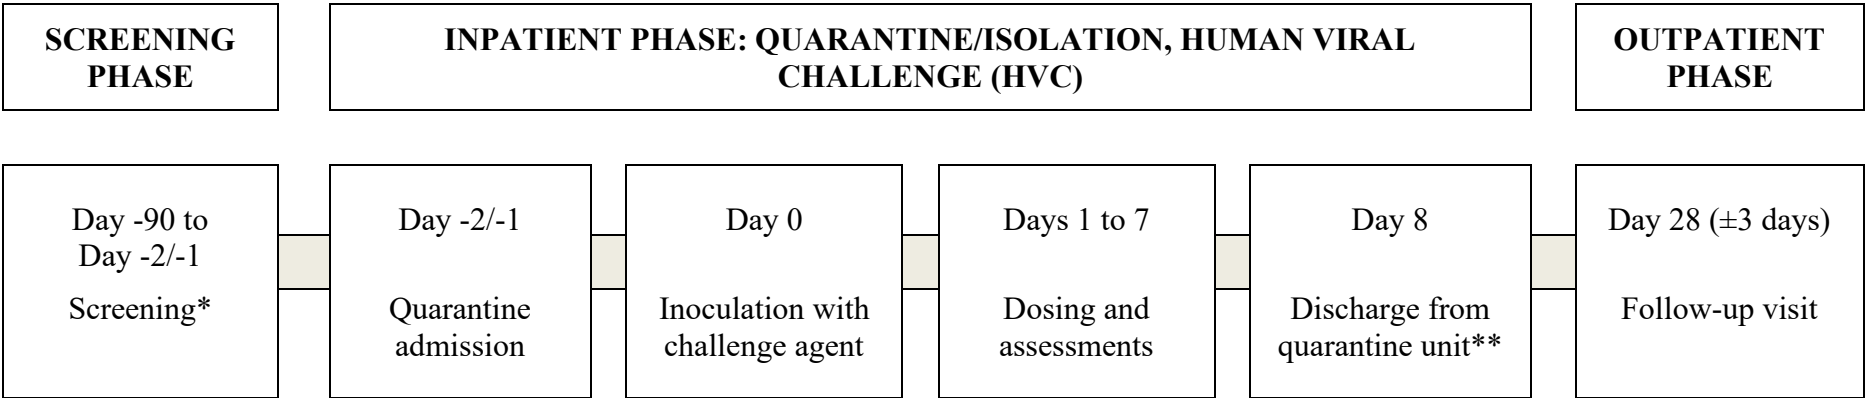 SCREENING
PHASE
INPATIENT PHASE: QUARANTINE/ISOLATION, HUMAN VIRAL
CHALLENGE (HVC)
OUTPATIENT
PHASE
Day -90 to
Day -2/-1
Screening*
Day -2/-1
Quarantine
admission
Day 0
Inoculation with
challenge agent
Days 1 to 7
Dosing and
assessments
Day 8
Discharge from
quarantine unit**
Day 28 (±3 days)
Follow-up visit